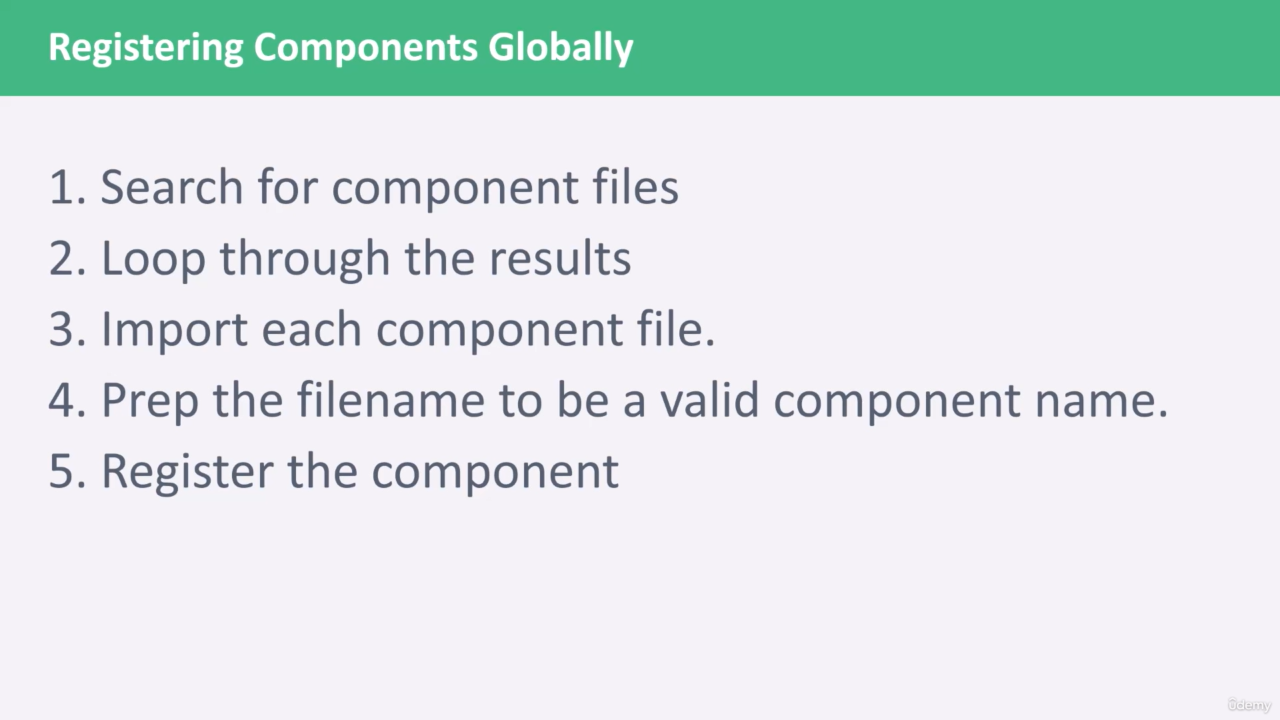 Registering Components Globally
1. Search for component files
2. Loop through the results
3. Import each component file.
4. Prep the filename to be a valid component name.
5. Register the component
ûdemy